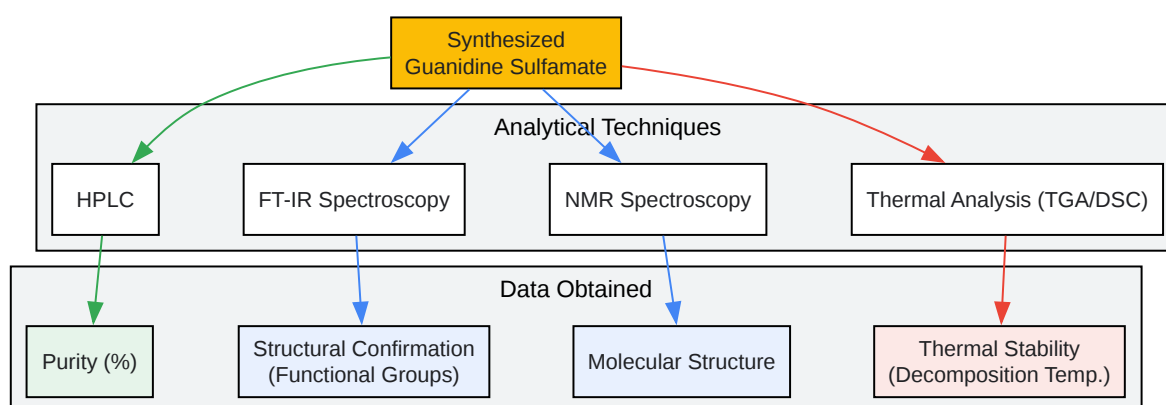 Synthesized
Guanidine Sulfamate
Analytical Techniques
HPLC
FT-IR Spectroscopy
NMR Spectroscopy
Thermal Analysis (TGA/DSC)
Data Obtained
Purity (%)
Structural Confirmation
(Functional Groups)
Molecular Structure
Thermal Stability
(Decomposition Temp.)